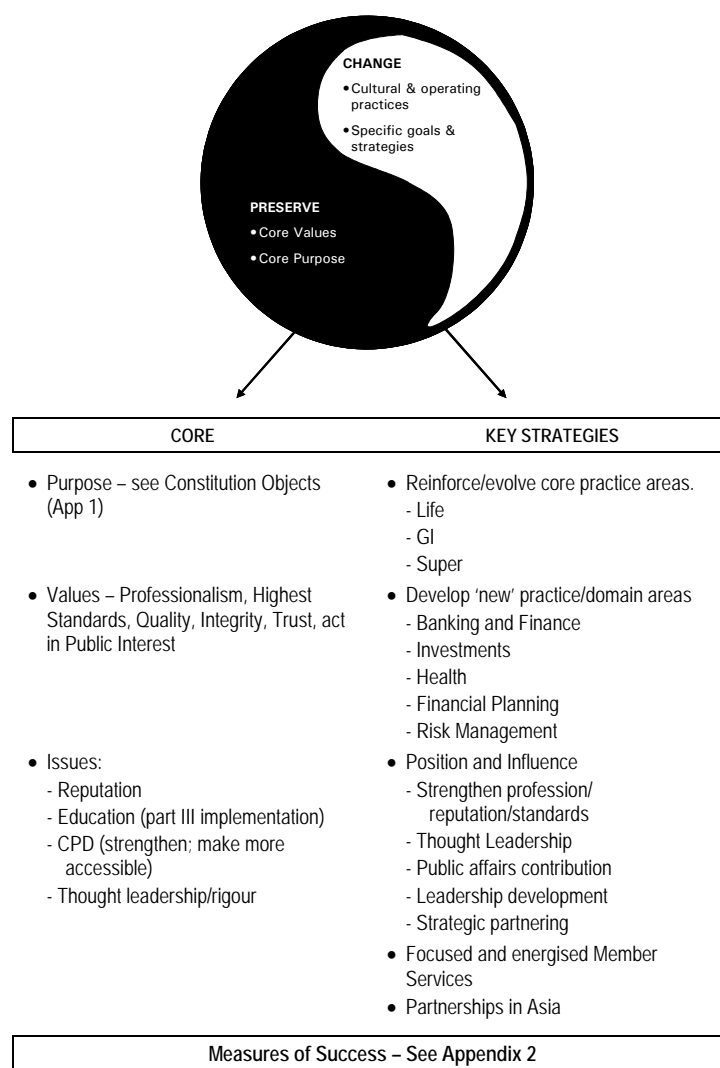 CHANGE
•Cultural & operating
practices
•Specific goals &
strategies
PRESERVE
•Core Values
•Core Purpose
CORE
KEY STRATEGIES
• Purpose – see Constitution Objects
(App 1)
• Values – Professionalism, Highest
Standards, Quality, Integrity, Trust, act
in Public Interest
• Issues:
- Reputation
- Education (part III implementation)
- CPD (strengthen; make more
accessible)
- Thought leadership/rigour
• Reinforce/evolve core practice areas.
- Life
- GI
- Super
• Develop ‘new’ practice/domain areas
- Banking and Finance
- Investments
- Health
- Financial Planning
- Risk Management
• Position and Influence
- Strengthen profession/
reputation/standards
- Thought Leadership
- Public affairs contribution
- Leadership development
- Strategic partnering
• Focused and energised Member
Services
• Partnerships in Asia
Measures of Success – See Appendix 2